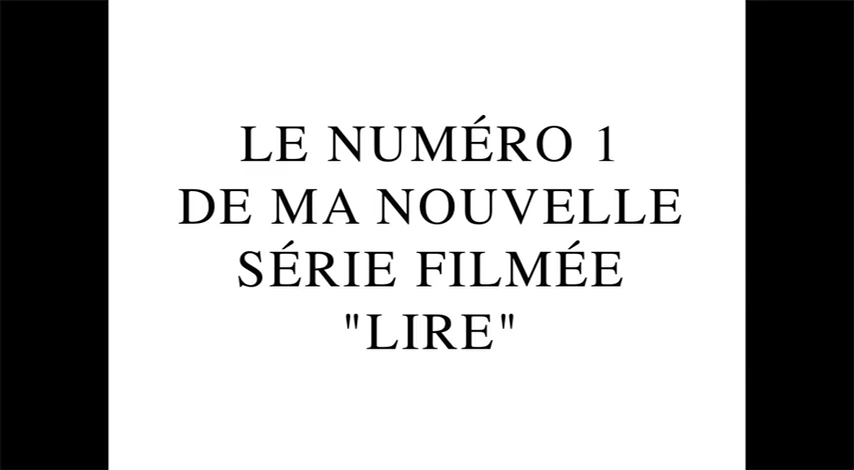 LE NUMÉRO 1
DE MA NOUVELLE
SÉRIE FILMÉE
"LIRE"